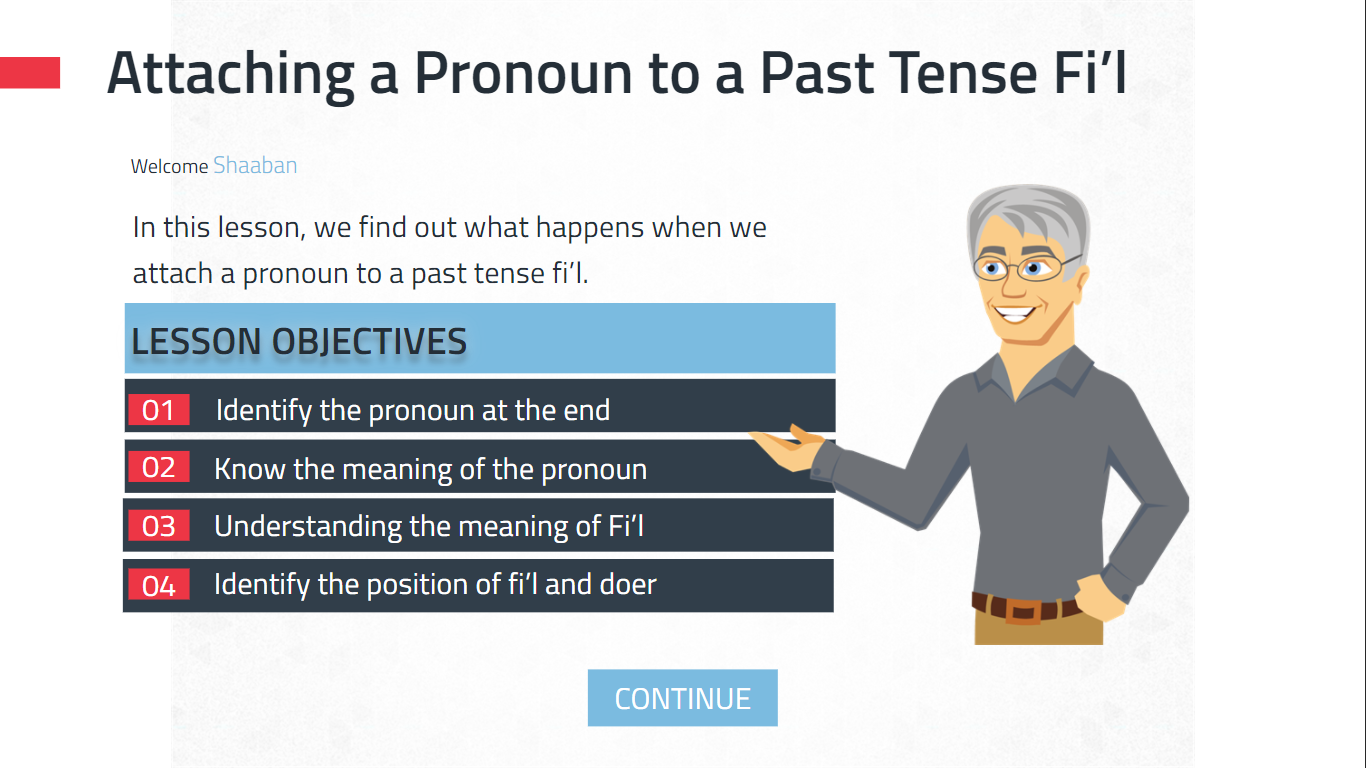 Attaching a Pronoun to a Past Tense Fi’l
Welcome Shaaban
In this lesson, we find out what happens when we
attach a pronoun to a past tense fi’l.
LESSON OBJECTIVES
01 Identify the pronoun at the end
02 Know the meaning of the pronoun
03 Understanding the meaning of Fi’l
04 Identify the position of fi’l and doer
CONTINUE